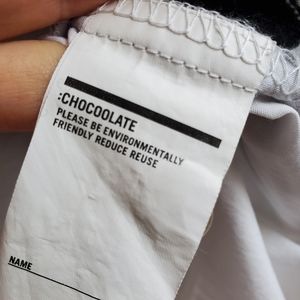 :CHOCOOLATE
PLEASE BE ENVIRONMENTALLY
FRIENDLY REDUCE REUSE
NAME